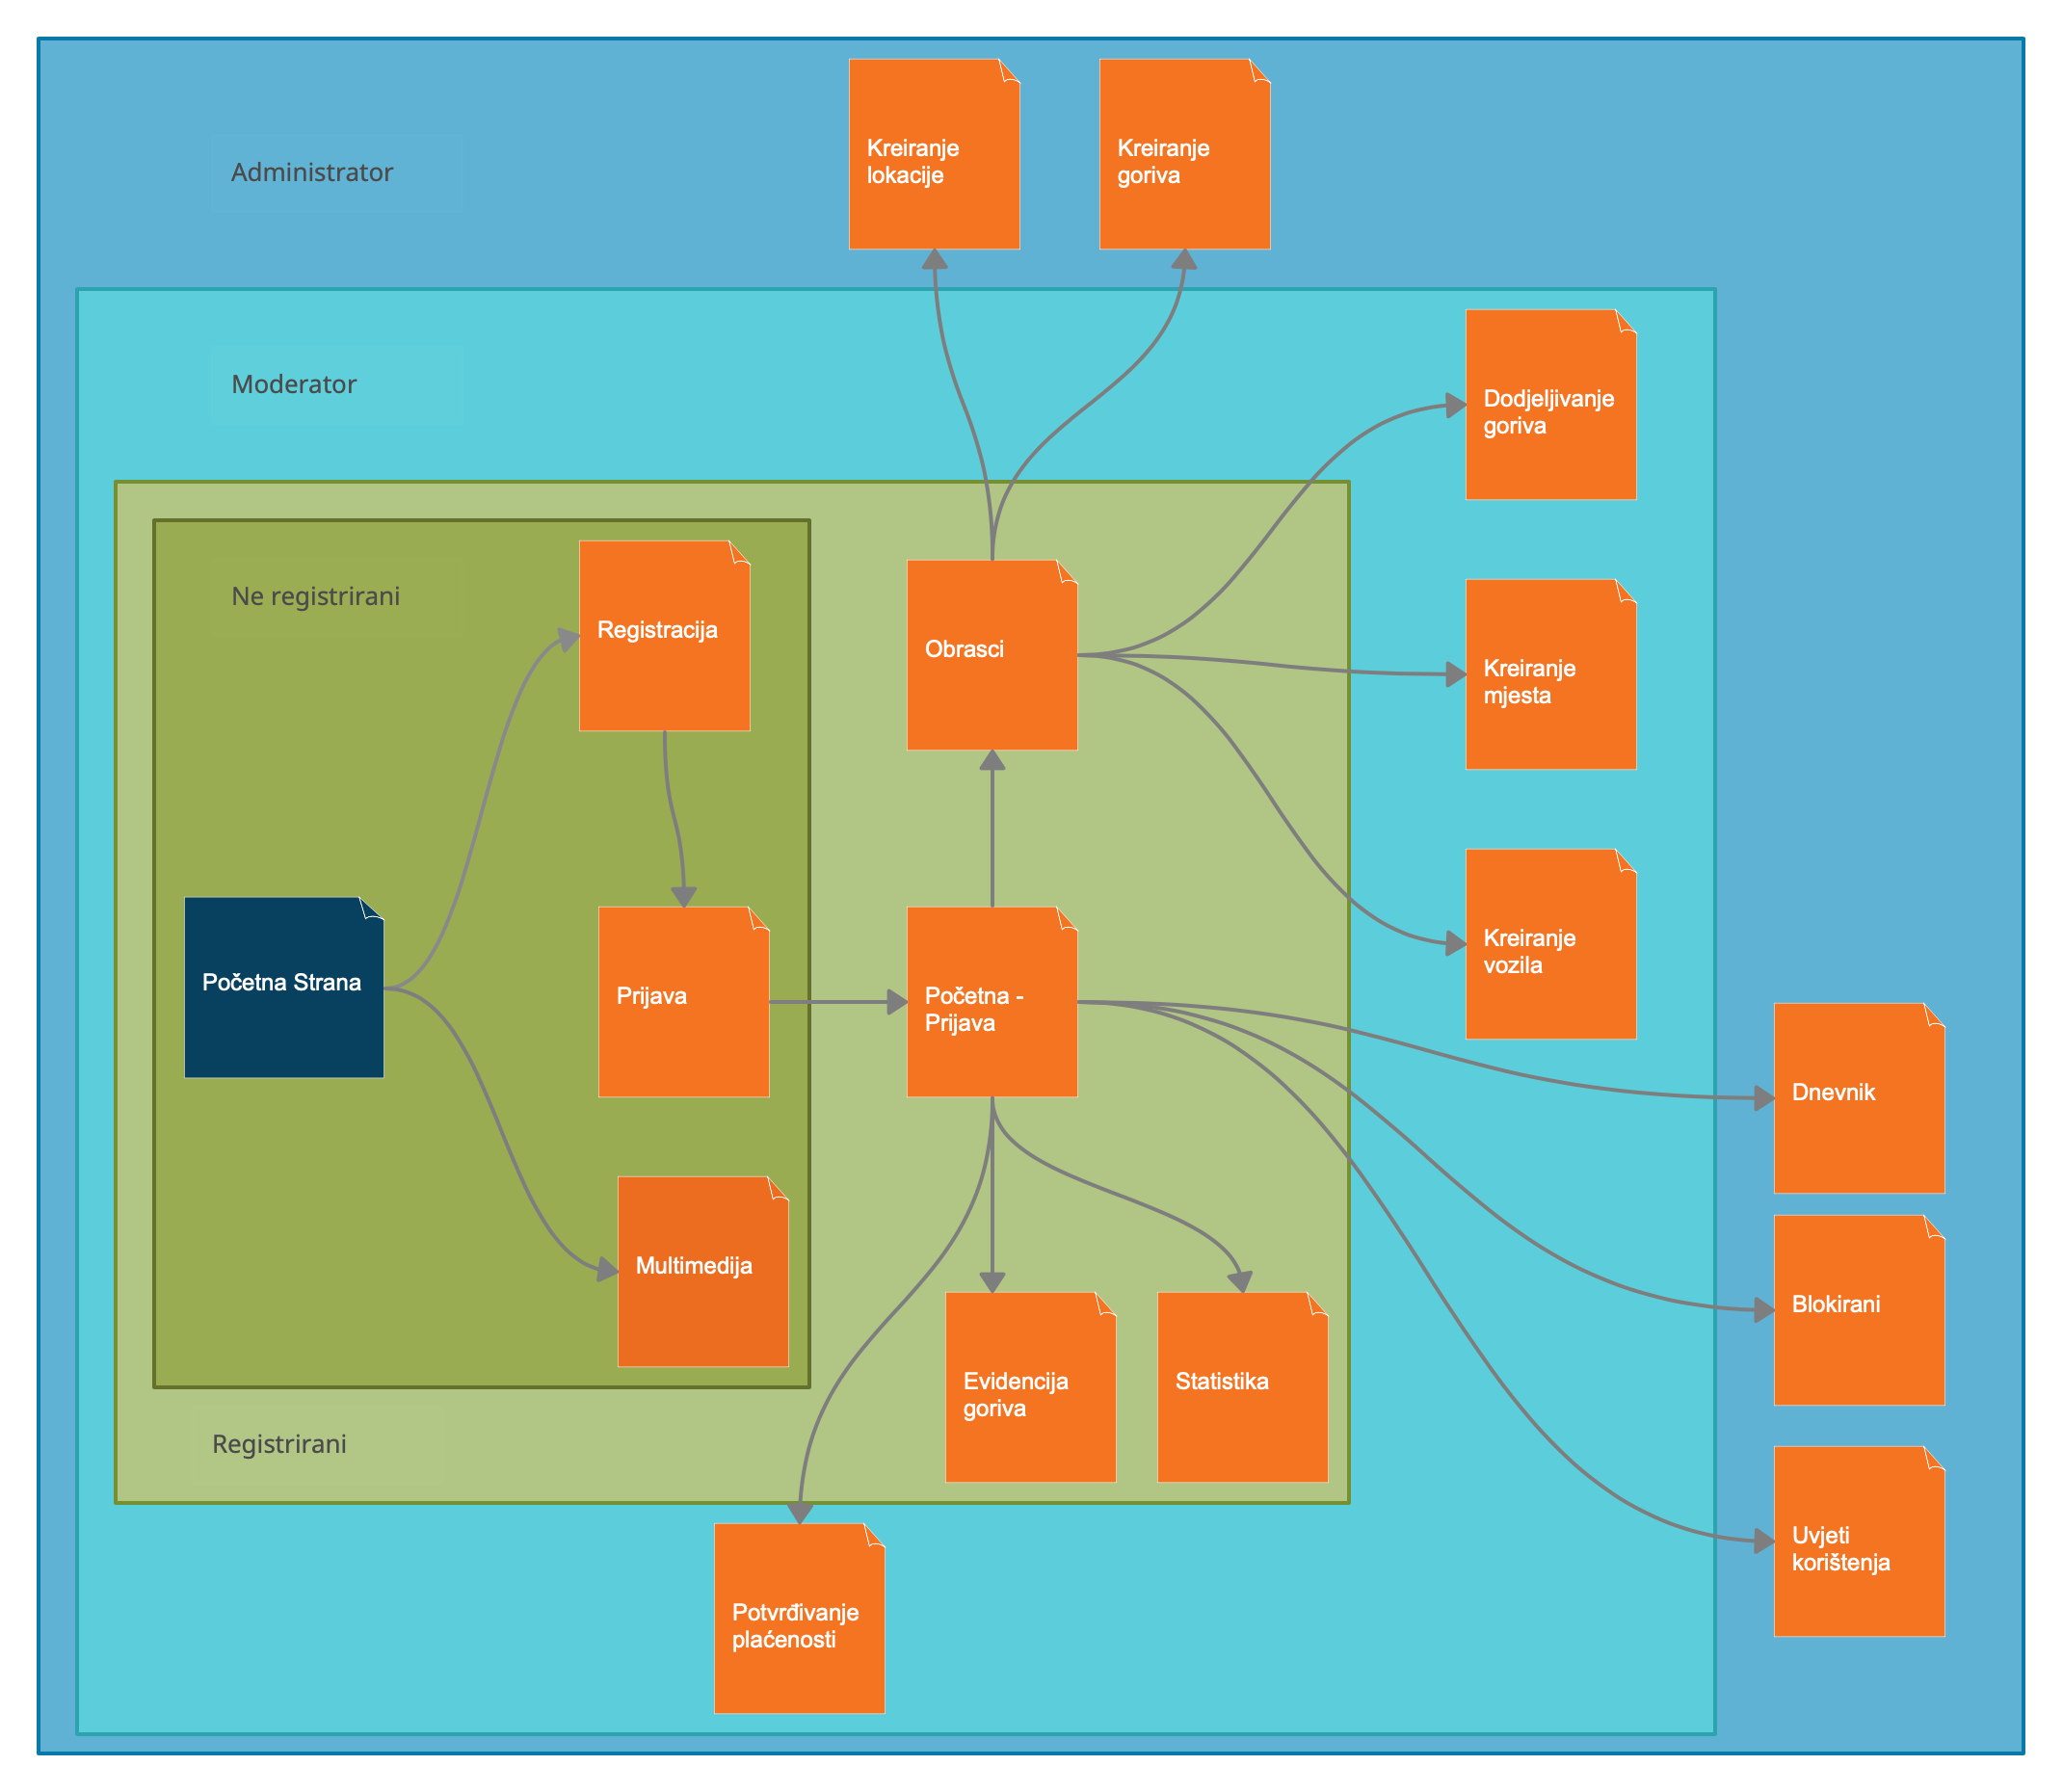 Kreiranje
lokacije
Kreiranje
goriva
Administrator
Moderator
Dodjeljivanje
goriva
Ne registrirani
Registracija
Obrasci
Kreiranje
mjesta
Početna Strana
Prijava
Početna -
Prijava
Kreiranje
vozila
Dnevnik
Multimedija
Blokirani
Evidencija
goriva
Statistika
Registrirani
Uvjeti
korištenja
Potvrđivanje
plaćenosti